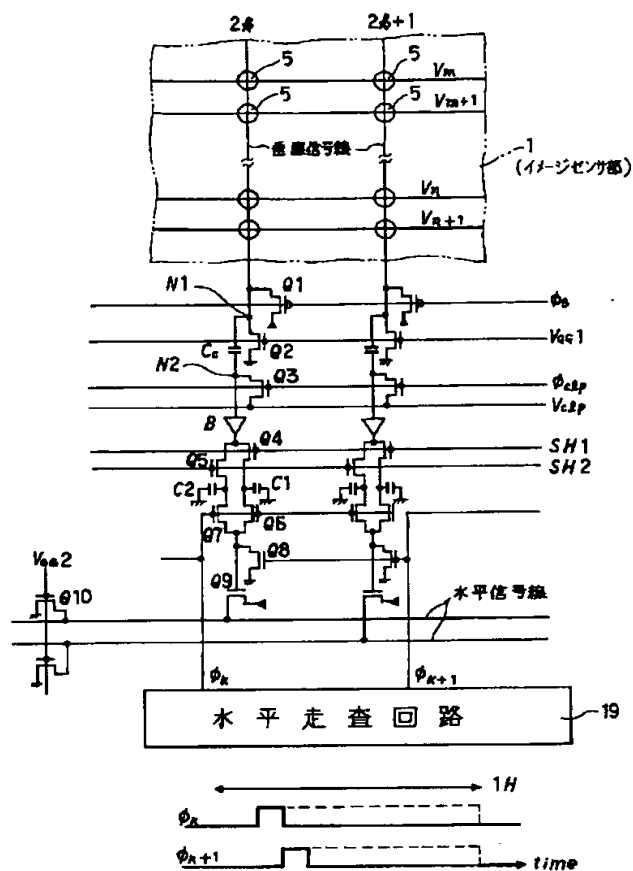 2ℓ 2ℓ+1
5 5
Vm
5 5
Vm+1
垂直信号線
1
(イメージセンサ部)
Vn
Vn+1
Q1
N1
φB
Q2
VGG1
Cc
N2
Q3
φclp
Vclp
B
Q4
SH1
Q5
SH2
C2 C1
Q7 Q6
Q8
VGG2
Q9
Q10
水平信号線
φk φk+1
水平走査回路
19
1H
φk
φk+1
time